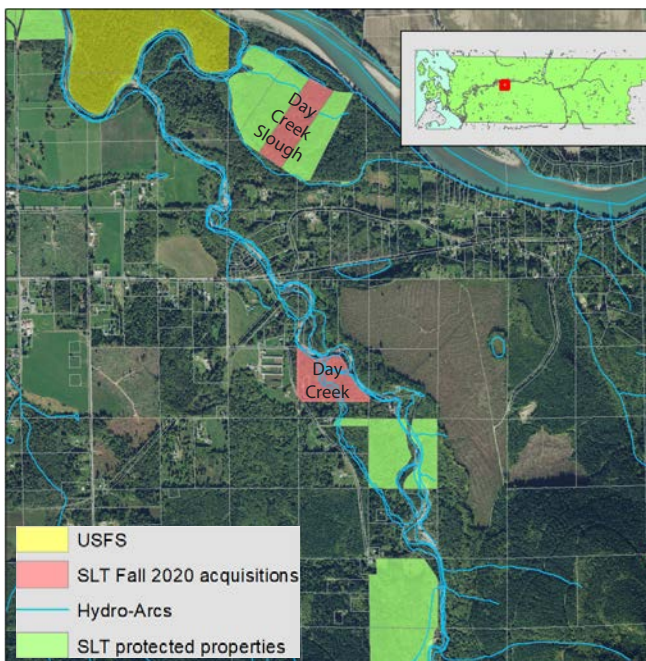 Day
Creek
Slough
Day
Creek
USFS
SLT Fall 2020 acquisitions
Hydro-Arcs
SLT protected properties